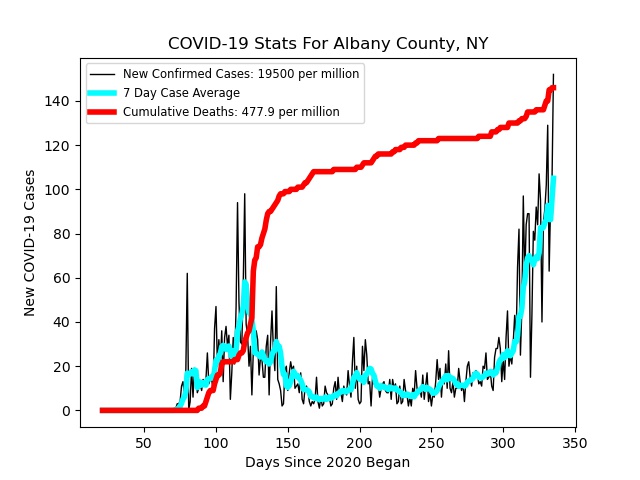 COVID-19 Stats For Albany County, NY
New Confirmed Cases: 19500 per million
7 Day Case Average
Cumulative Deaths: 477.9 per million
New COVID-19 Cases
140
120
100
80
60
40
20
0
50
100
150
200
250
300
350
Days Since 2020 Began